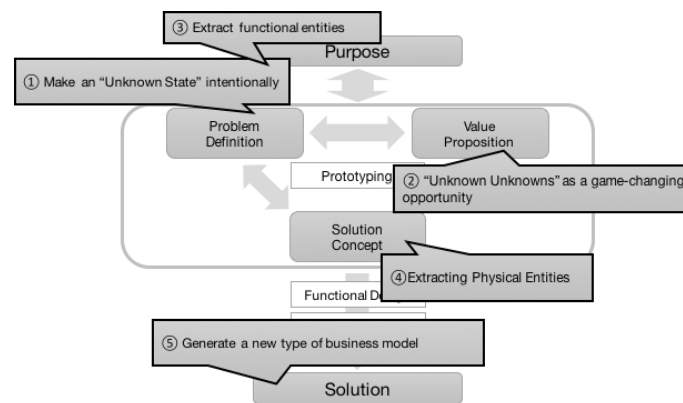 ③ Extract functional entities
Purpose
① Make an “Unknown State” intentionally
Problem
Definition
Value
Proposition
Prototyping
② “Unknown Unknowns” as a game-changing
opportunity
Solution
Concept
④Extracting Physical Entities
Functional
⑤ Generate a new type of business model
Solution